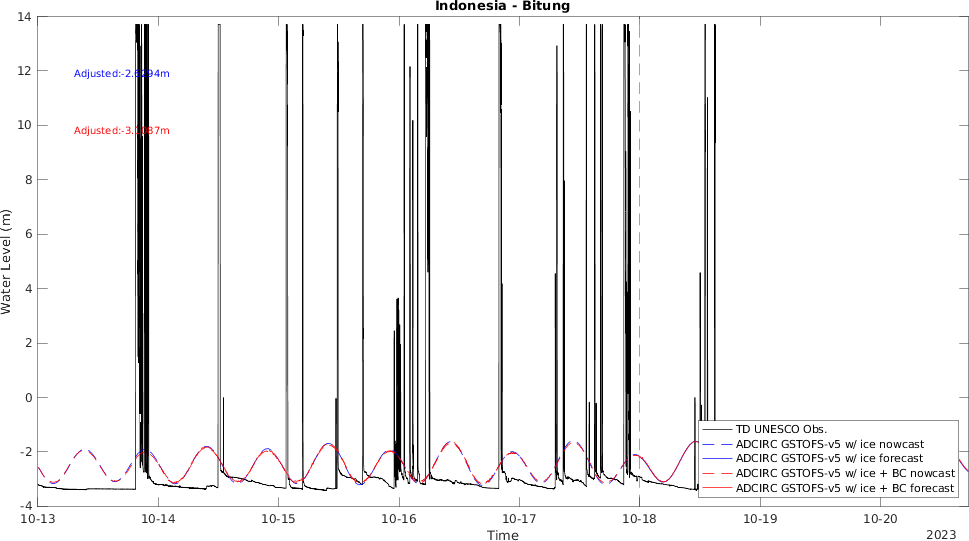 Indonesia - Bitung
Water Level (m)
14
12
10
8
6
4
2
0
-2
-4
Adjusted:-2.6294m
TD UNESCO Obs.
ADCIRC GSTOFS-v5 w/ ice nowcast
ADCIRC GSTOFS-v5 w/ ice forecast
ADCIRC GSTOFS-v5 w/ ice + BC nowcast
ADCIRC GSTOFS-v5 w/ ice + BC forecast
10-13
10-14
10-15
10-16
10-17
10-18
10-19
10-20
Time
2023